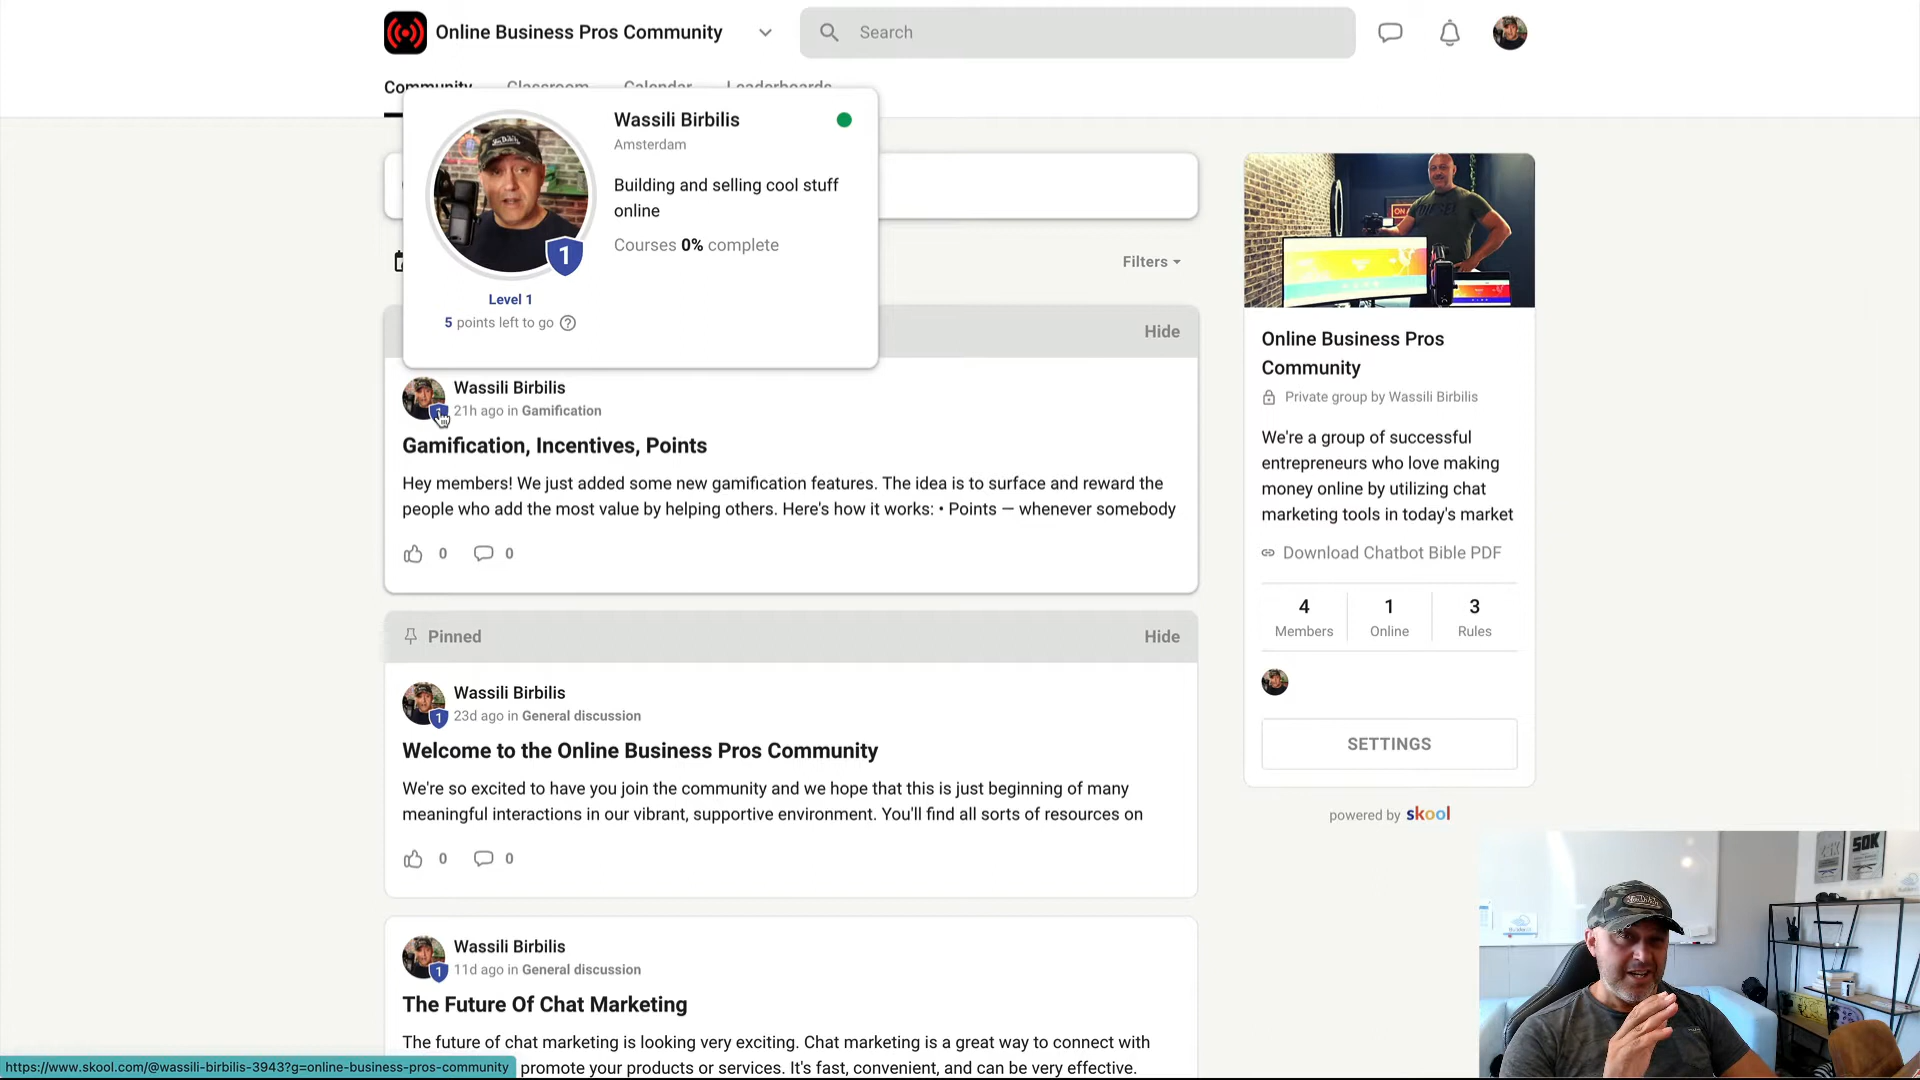 Online Business Pros Community
Search
Community Classroom Calendar Leaderboards
Wassili Birbilis
Amsterdam
Building and selling cool stuff
online
Courses 0% complete
1
Level 1
5 points left to go
Filters
Hide
Wassili Birbilis
21h ago in Gamification
Gamification, Incentives, Points
Hey members! We just added some new gamification features. The idea is to surface and reward the
people who add the most value by helping others. Here's how it works: • Points — whenever somebody
0 0
Pinned
Hide
Wassili Birbilis
1
23d ago in General discussion
Welcome to the Online Business Pros Community
We're so excited to have you join the community and we hope that this is just beginning of many
meaningful interactions in our vibrant, supportive environment. You'll find all sorts of resources on
0 0
Wassili Birbilis
1
11d ago in General discussion
The Future Of Chat Marketing
The future of chat marketing is looking very exciting. Chat marketing is a great way to connect with
promote your products or services. It's fast, convenient, and can be very effective.
https://www.skool.com/@wassili-birbilis-3943?g=online-business-pros-community
Online Business Pros
Community
Private group by Wassili Birbilis
We're a group of successful
entrepreneurs who love making
money online by utilizing chat
marketing tools in today's market
Download Chatbot Bible PDF
4 1 3
Members Online Rules
SETTINGS
powered by skool
SOK